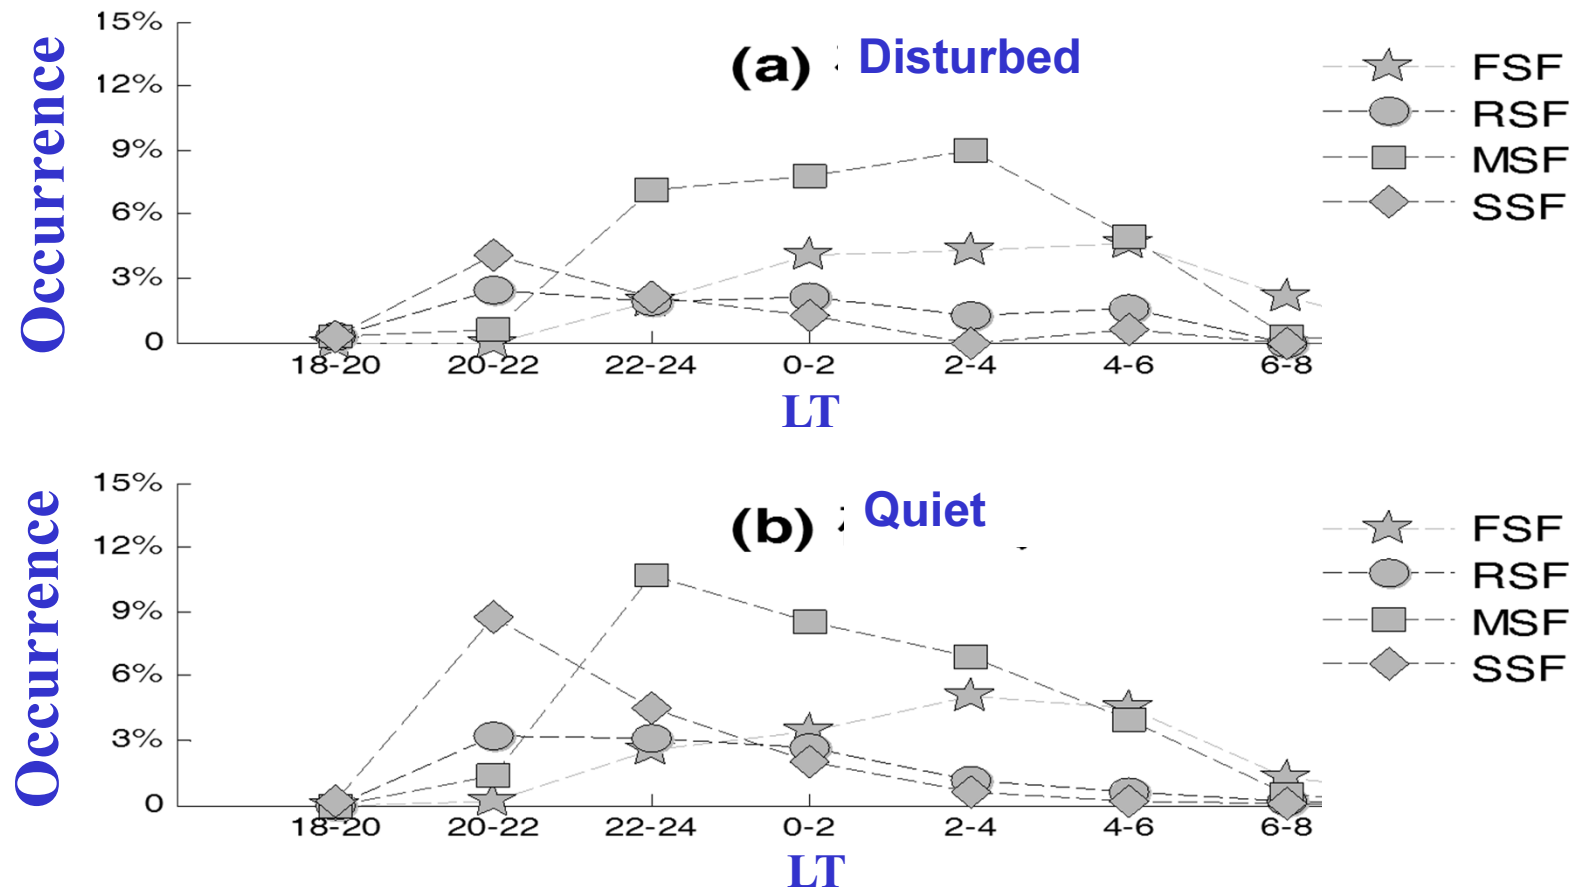 15%
(a) Disturbed
12%
9%
6%
3%
0
Occurrence
FSF
RSF
MSF
SSF
18-20 20-22 22-24 0-2 2-4 4-6 6-8
LT
15%
(b) Quiet
12%
9%
6%
3%
0
Occurrence
FSF
RSF
MSF
SSF
18-20 20-22 22-24 0-2 2-4 4-6 6-8
LT